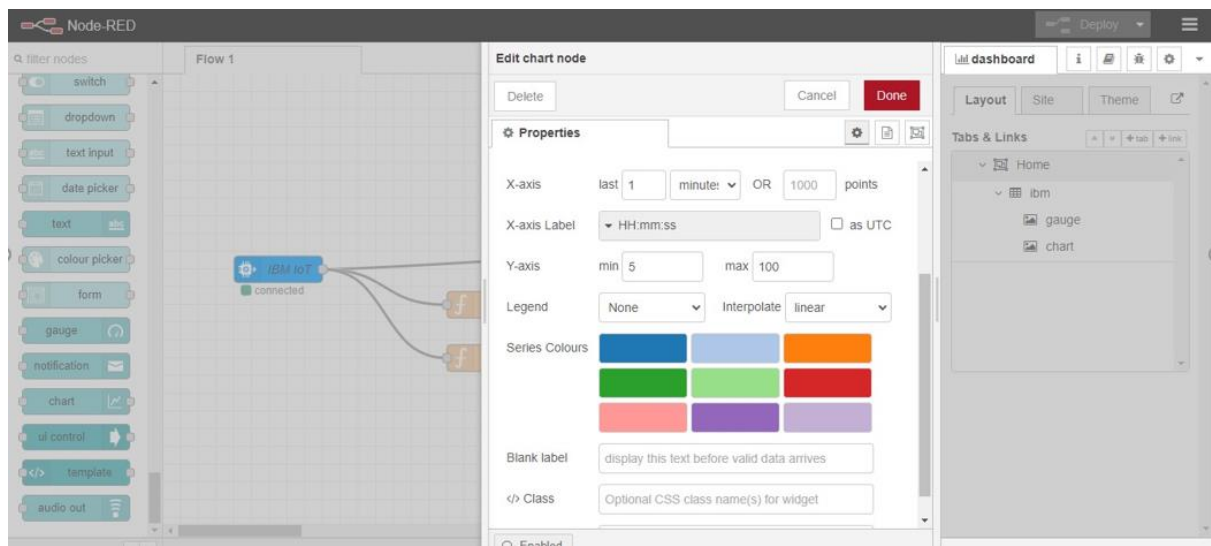 Node-RED
Deploy
filter nodes
switch
dropdown
text input
date picker
text
abc
colour picker
form
gauge
notification
chart
ui control
template
audio out
Flow 1
IBM IoT
connected
Edit chart node
Delete
Cancel
Done
Properties
X-axis last 1 minutes OR 1000 points
X-axis Label HH:mm:ss as UTC
Y-axis min 5 max 100
Legend None Interpolate linear
Series Colours
Blank label display this text before valid data arrives
</> Class Optional CSS class name(s) for widget
Enabled
dashboard
Layout Site Theme
Tabs & Links + tab + link
Home
ibm
gauge
chart